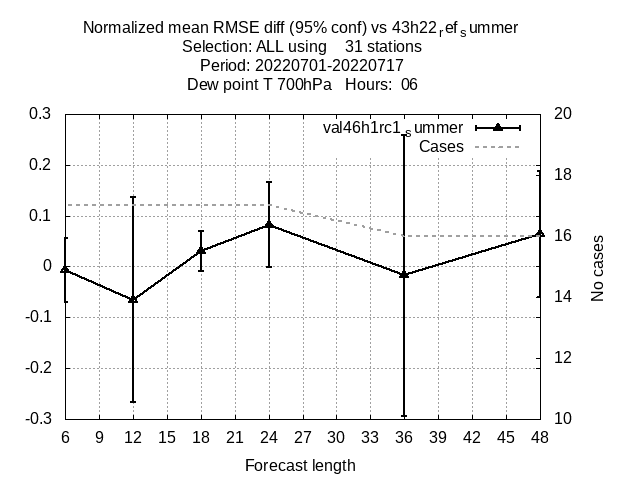 Normalized mean RMSE diff (95% conf) vs 43h22refsummer
Selection: ALL using 31 stations
Period: 20220701-20220717
Dew point T 700hPa Hours: 06
val46h1rc1summer
Cases
0.3
0.2
0.1
0
-0.1
-0.2
-0.3
20
18
16
14
12
10
No cases
6 9 12 15 18 21 24 27 30 33 36 39 42 45 48
Forecast length